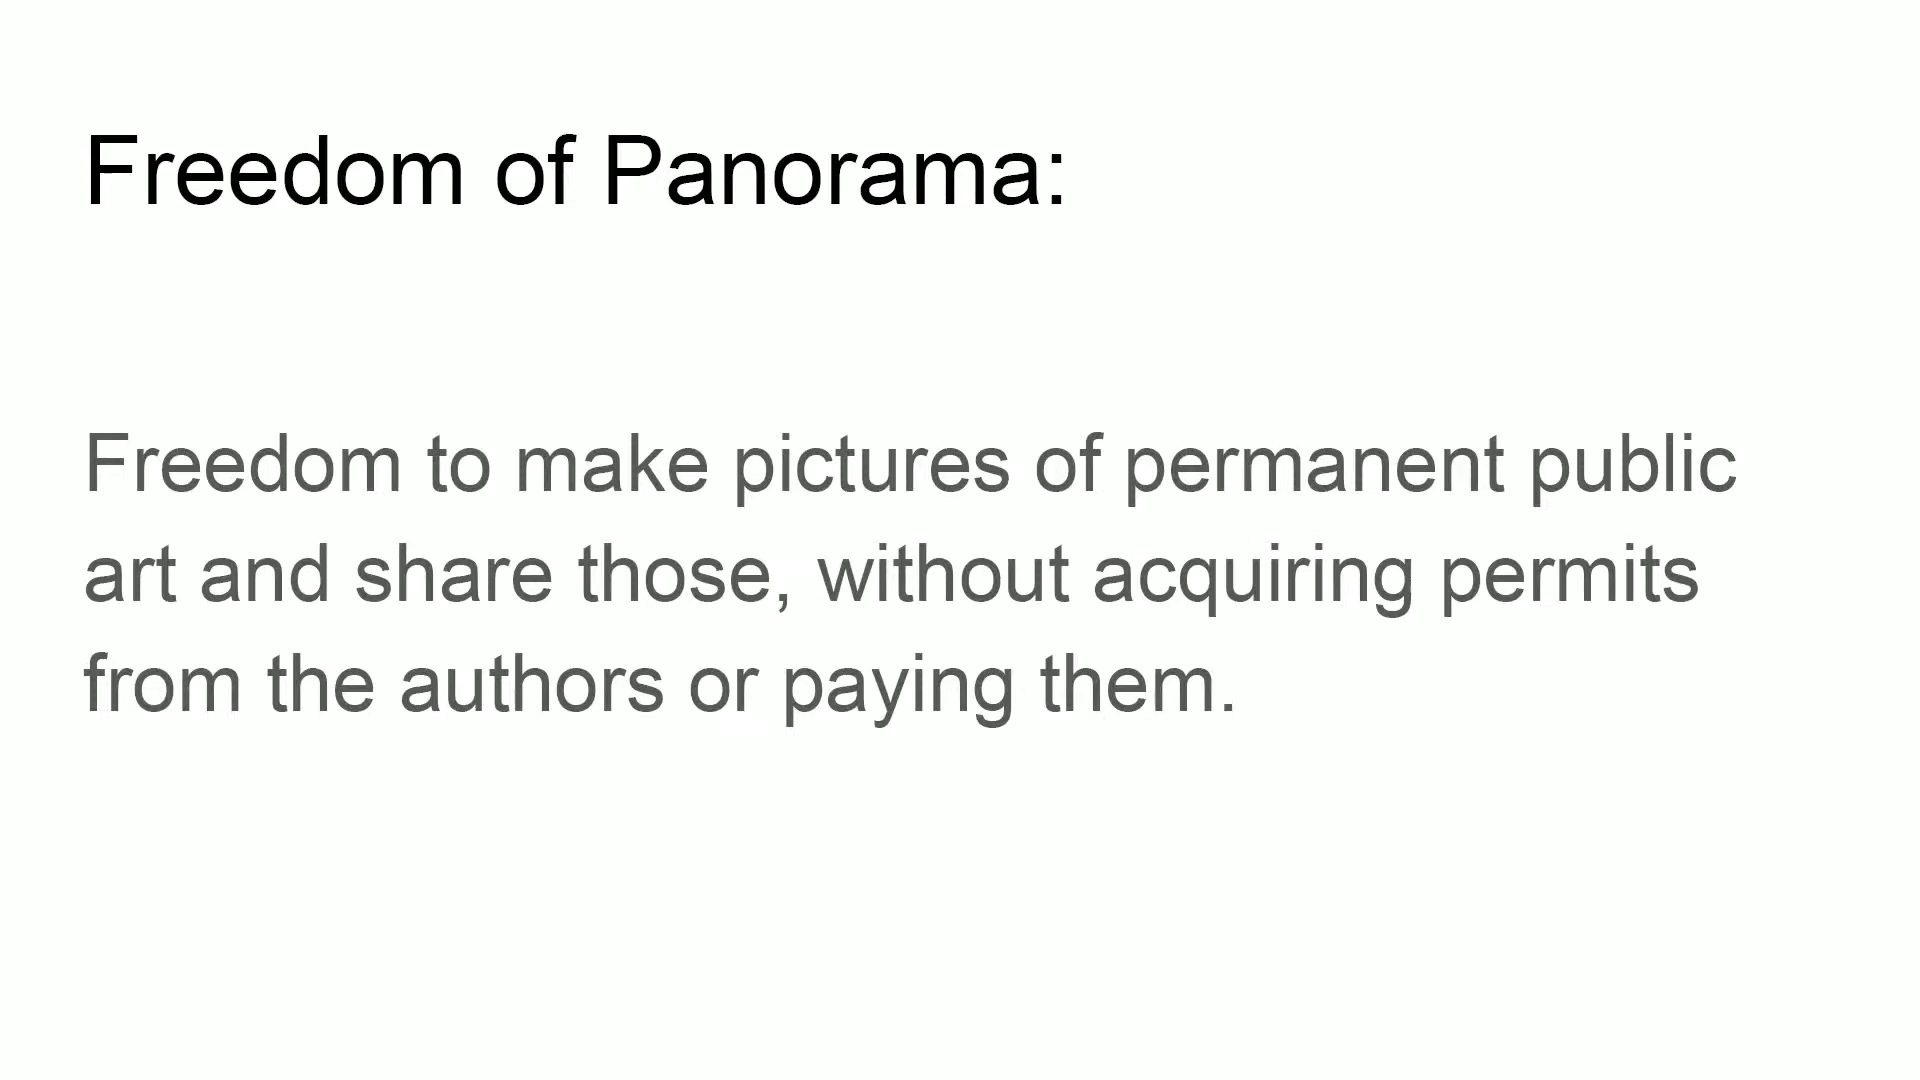 Freedom of Panorama:
Freedom to make pictures of permanent public
art and share those, without acquiring permits
from the authors or paying them.